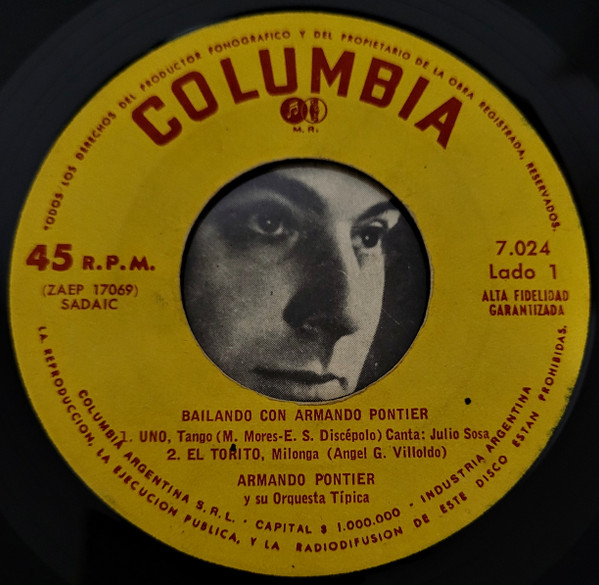 TODOS LOS DERECHOS DEL PRODUCTOR FONOGRAFICO Y DEL PROPIETARIO DE LA OBRA REGISTRADA, RESERVADOS.
COLUMBIA
M. R.
45 R.P.M.
(ZAEP 17069)
SADAIC
7.024
Lado 1
ALTA FIDELIDAD
GARANTIZADA
BAILANDO CON ARMANDO PONTIER
1. UNO, Tango (M. Mores-E. S. Discépolo) Canta: Julio Sosa
2. EL TORITO, Milonga (Angel G. Villoldo)
ARMANDO PONTIER
y su Orquesta Típica
COLUMBIA ARGENTINA S.R.L. - CAPITAL $ 1.000.000 - INDUSTRIA ARGENTINA
LA REPRODUCCION, LA EJECUCION PUBLICA, Y LA RADIODIFUSION DE ESTE DISCO ESTAN PROHIBIDAS.